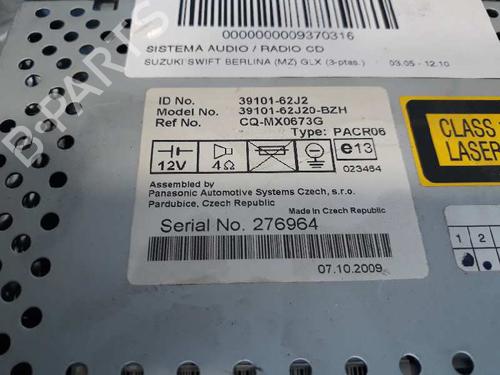 0000000009370316
SISTEMA AUDIO / RADIO CD
SUZUKI SWIFT BERLINA (MZ) GLX (3-ptas.) 03.05 - 12.10
ID No. 39101-62J2
Model No. 39101-62J20-BZH
Ref No. CQ-MX0673G
Type: PACR06
12V
4Ω
e13
023464
Assembled by
Panasonic Automotive Systems Czech, s.r.o.
Pardubice, Czech Republic
Made in Czech Republic
Serial No. 276964
07.10.2009
CLASS
LASER
1 2